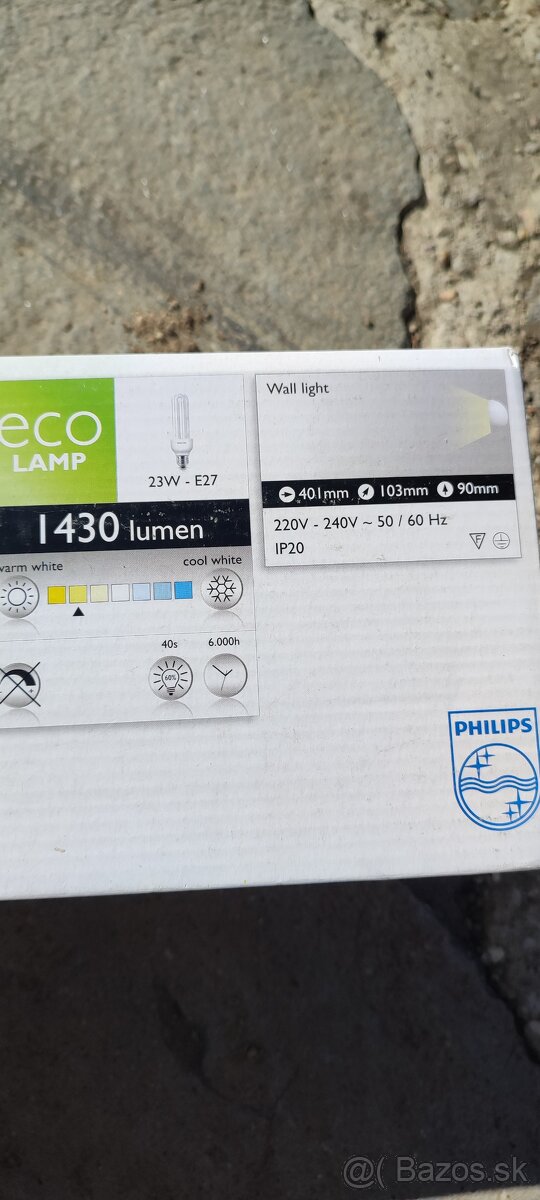 eco
LAMP
23W - E27
1430 lumen
warm white
cool white
40s
6.000h
60%
Wall light
401mm 103mm 90mm
220V - 240V ~ 50 / 60 Hz
IP20
F
PHILIPS
@( Bazos.sk